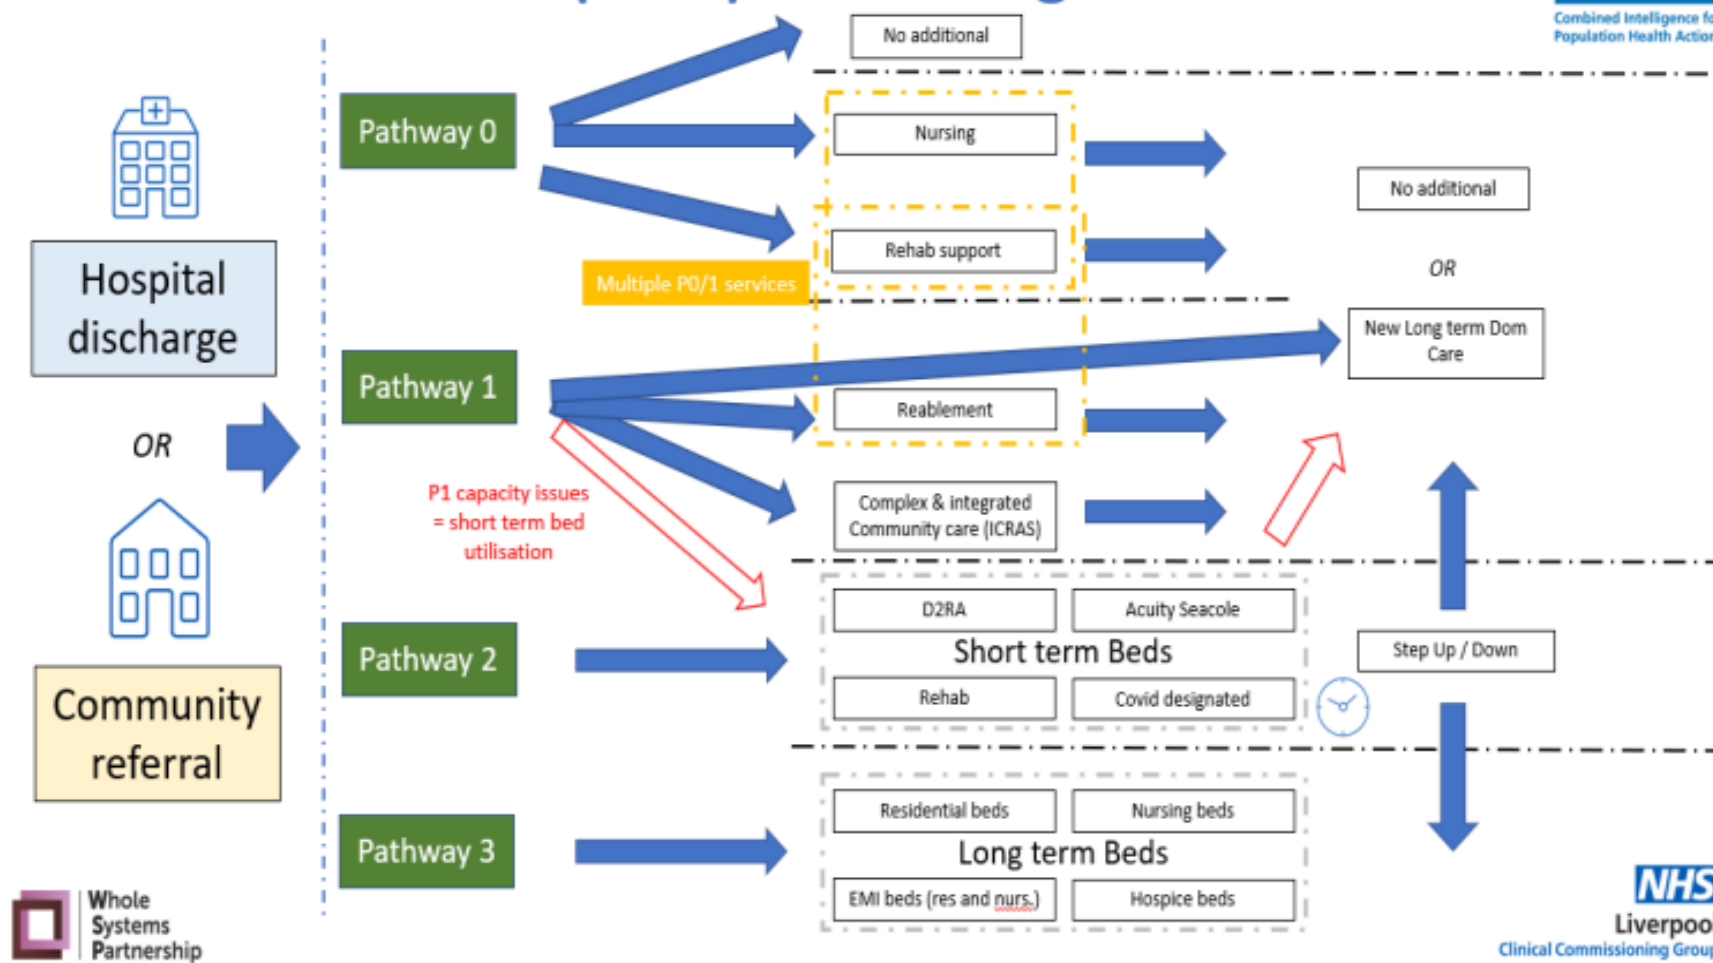 Combined Intelligence
Population Health Action
No additional
Pathway 0
Nursing
No additional
Hospital
discharge
Rehab support
Multiple P0/1 services
OR
New Long term Dom
Care
Pathway 1
Reablement
OR
P1 capacity issues
= short term bed
utilisation
Complex & integrated
Community care (ICRAS)
D2RA
Acuity Seacole
Pathway 2
Short term Beds
Step Up / Down
Community
referral
Rehab
Covid designated
Residential beds
Nursing beds
Pathway 3
Long term Beds
EMI beds (res and nurs.)
Hospice beds
Whole
Systems
Partnership
NHS
Liverpool
Clinical Commissioning Group